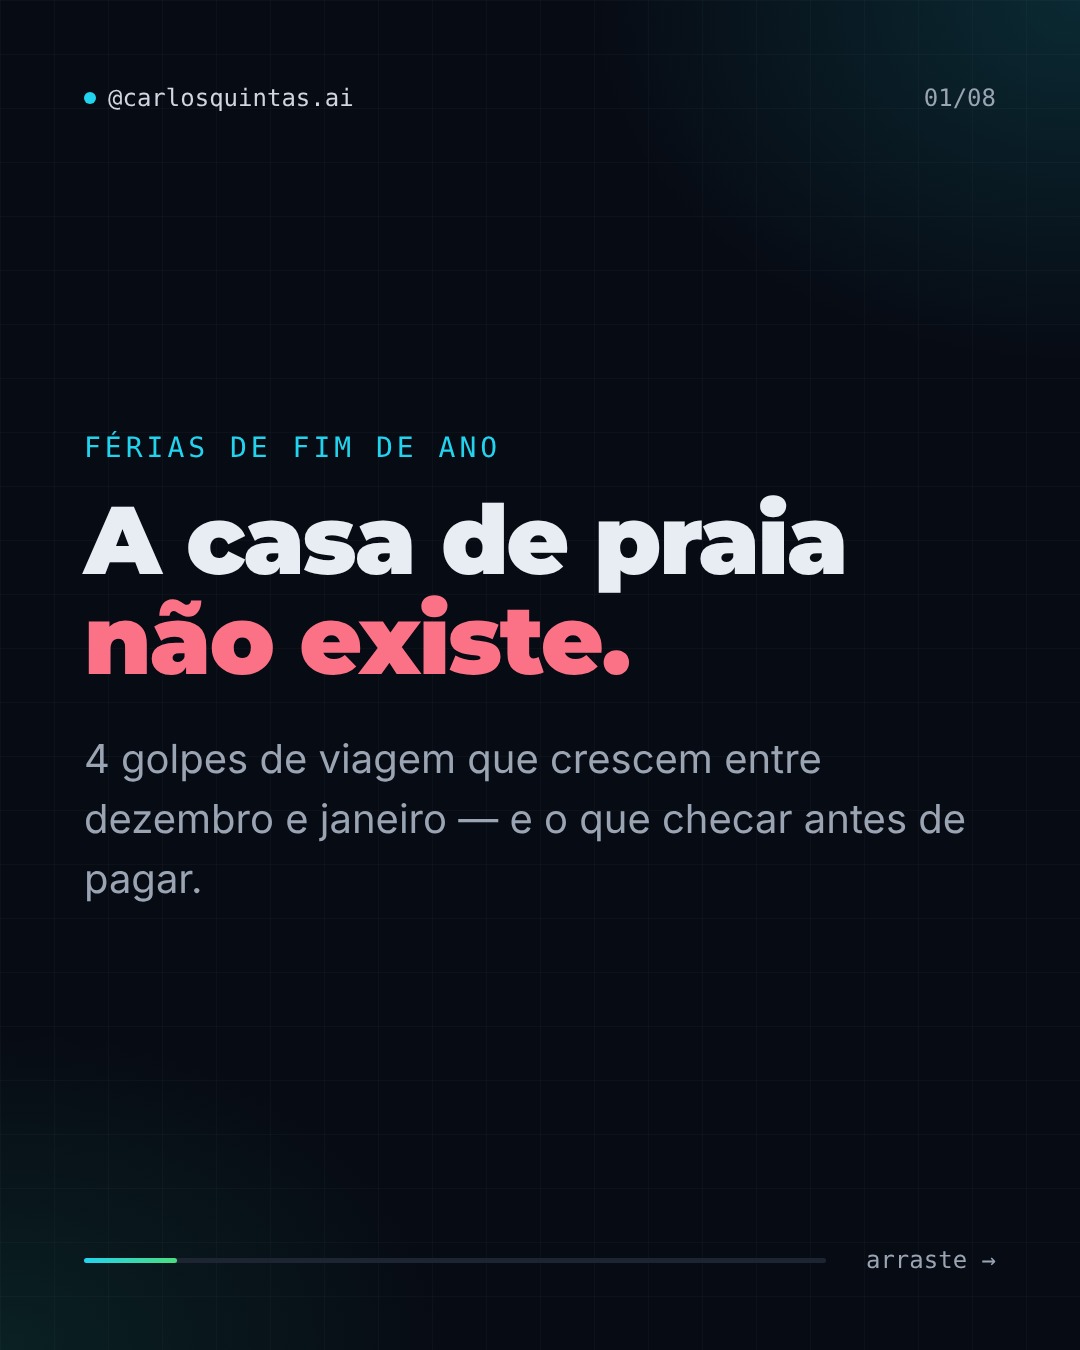 @carlosquintas.ai
01/08
FÉRIAS DE FIM DE ANO
A casa de praia
não existe.
4 golpes de viagem que crescem entre
dezembro e janeiro — e o que checar antes de
pagar.
arraste →